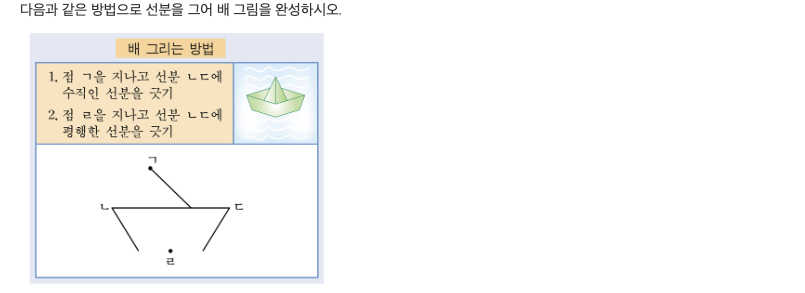 다음과 같은 방법으로 선분을 그어 배 그림을 완성하시오.
배 그리는 방법
1. 점 ㄱ을 지나고 선분 ㄴㄷ에
수직인 선분을 긋기
2. 점 ㄹ을 지나고 선분 ㄴㄷ에
평행한 선분을 긋기
ㄱ
ㄴ ㄷ
ㄹ